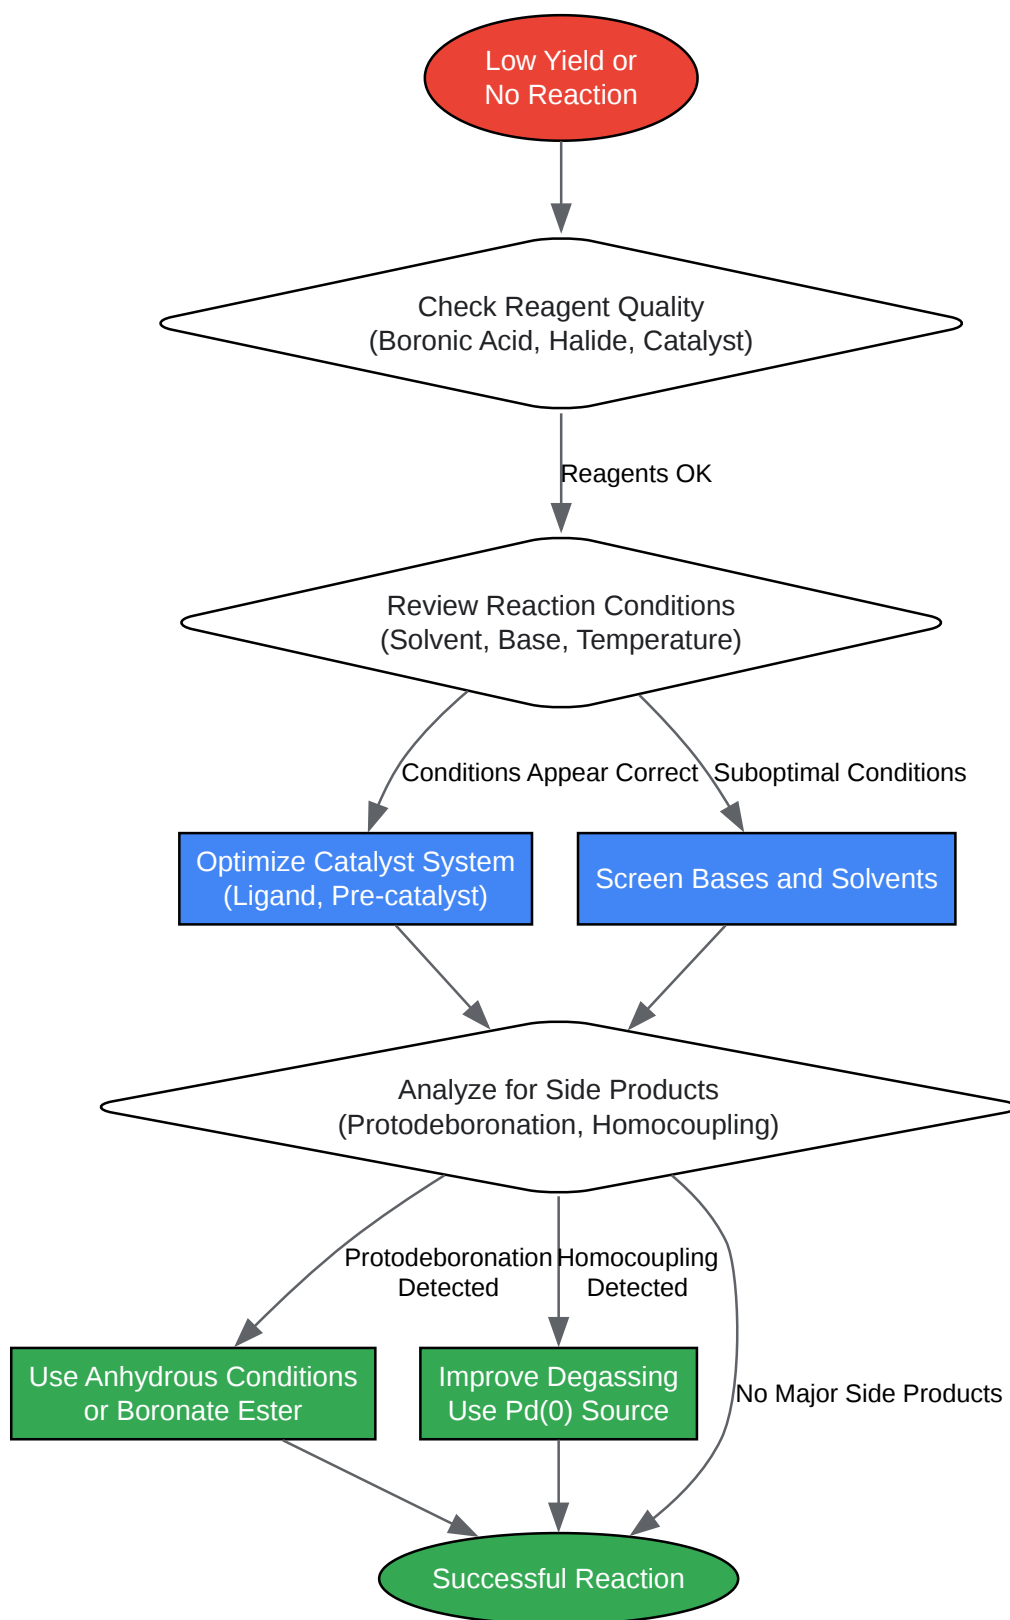 Low Yield or
No Reaction
Check Reagent Quality
(Boronic Acid, Halide, Catalyst)
Reagents OK
Review Reaction Conditions
(Solvent, Base, Temperature)
Conditions Appear Correct
Suboptimal Conditions
Optimize Catalyst System
(Ligand, Pre-catalyst)
Screen Bases and Solvents
Analyze for Side Products
(Protodeboronation, Homocoupling)
Protodeboronation
Detected
Homocoupling
Detected
No Major Side Products
Use Anhydrous Conditions
or Boronate Ester
Improve Degassing
Use Pd(0) Source
Successful Reaction